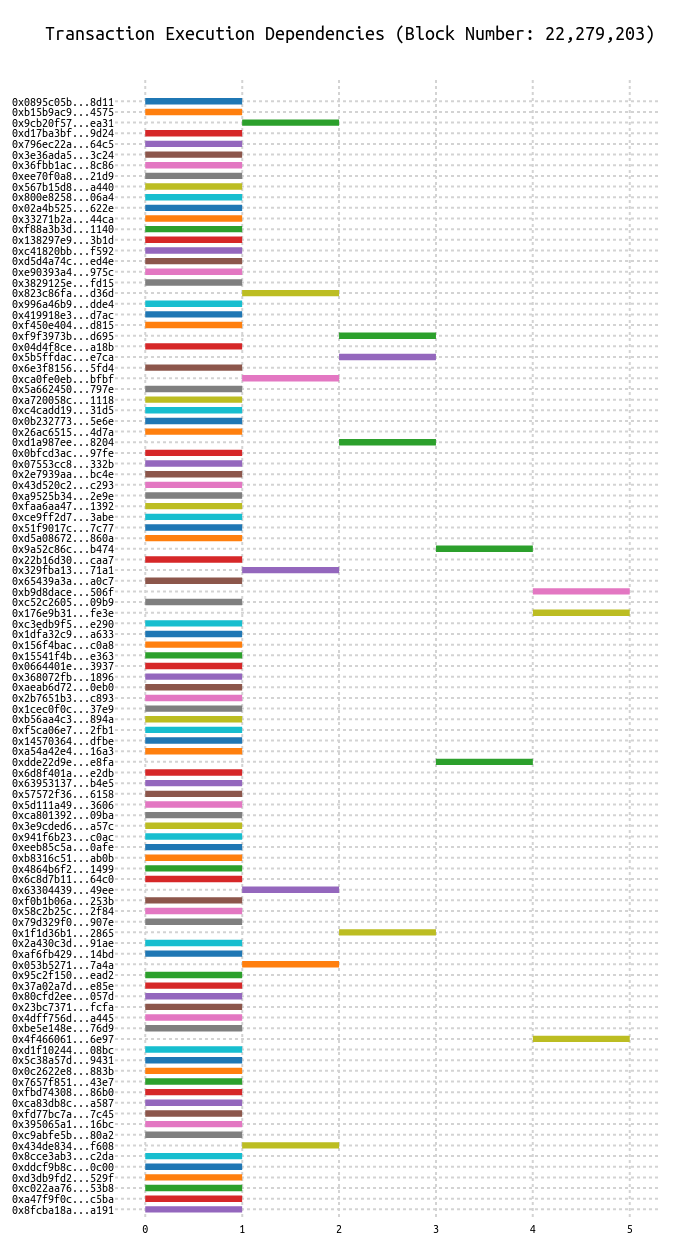 Transaction Execution Dependencies (Block Number: 22,279,203)
0x0895c05b...8d11
0xb15b9ac9...4575
0x9cb20f57...ea31
0xd17ba3bf...9d24
0x796ec22a...64c5
0x3e36ada5...3c24
0x36fbb1ac...8c86
0xee70f0a8...21d9
0x567b15d8...a440
0x800e8258...06a4
0x02a4b525...622e
0x33271b2a...44ca
0xf88a3b3d...1140
0x138297e9...3b1d
0xc41820bb...f592
0xd5d4a74c...ed4e
0xe90393a4...975c
0x3829125e...fd15
0x823c86fa...d36d
0x996a46b9...dde4
0x419918e3...d7ac
0xf450e404...d815
0xf9f3973b...d695
0x04d4f8ce...a18b
0x5b5ffdac...e7ca
0x6e3f8156...5fd4
0xca0fe0eb...bfbf
0x5a662450...797e
0xa720058c...1118
0xc4cadd19...31d5
0x0b232773...5e6e
0x26ac6515...4d7a
0xd1a987ee...8204
0x0bfcd3ac...97fe
0x07553cc8...332b
0x2e7939aa...bc4e
0x43d520c2...c293
0xa9525b34...2e9e
0xfaa6aa47...1392
0xce9ff2d7...3abe
0x51f9017c...7c77
0xd5a08672...860a
0x9a52c86c...b474
0x22b16d30...caa7
0x329fba13...71a1
0x65439a3a...a0c7
0xb9d8dace...506f
0xc52c2605...09b9
0x176e9b31...fe3e
0xc3edb9f5...e290
0x1dfa32c9...a633
0x156f4bac...c0a8
0x15541f4b...e363
0x0664401e...3937
0x368072fb...1896
0xaeab6d72...0eb0
0x2b7651b3...c893
0x1cec0f0c...37e9
0xb56aa4c3...894a
0xf5ca06e7...2fb1
0x14570364...dfbe
0xa54a42e4...16a3
0xdde22d9e...e8fa
0x6d8f401a...e2db
0x63953137...b4e5
0x57572f36...6158
0x5d111a49...3606
0xca801392...09ba
0x3e9cded6...a57c
0x941f6b23...c0ac
0xeeb85c5a...0afe
0xb8316c51...ab0b
0x4864b6f2...1499
0x6c8d7b11...64c0
0x63304439...49ee
0xf0b1b06a...253b
0x58c2b25c...2f84
0x79d329f0...907e
0x1f1d36b1...2865
0x2a430c3d...91ae
0xaf6fb429...14bd
0x053b5271...7a4a
0x95c2f150...ead2
0x37a02a7d...e85e
0x80cfd2ee...057d
0x23bc7371...fcfa
0x4dff756d...a445
0xbe5e148e...76d9
0x4f466061...6e97
0xd1f10244...08bc
0x5c38a57d...9431
0x0c2622e8...883b
0x7657f851...43e7
0xfbd74308...86b0
0xca83db8c...a587
0xfd77bc7a...7c45
0x395065a1...16bc
0xc9abfe5b...80a2
0x434de834...f608
0x8cce3ab3...c2da
0xddcf9b8c...0c00
0xd3db9fd2...529f
0xc022aa76...53b8
0xa47f9f0c...c5ba
0x8fcba18a...a191
0 1 2 3 4 5